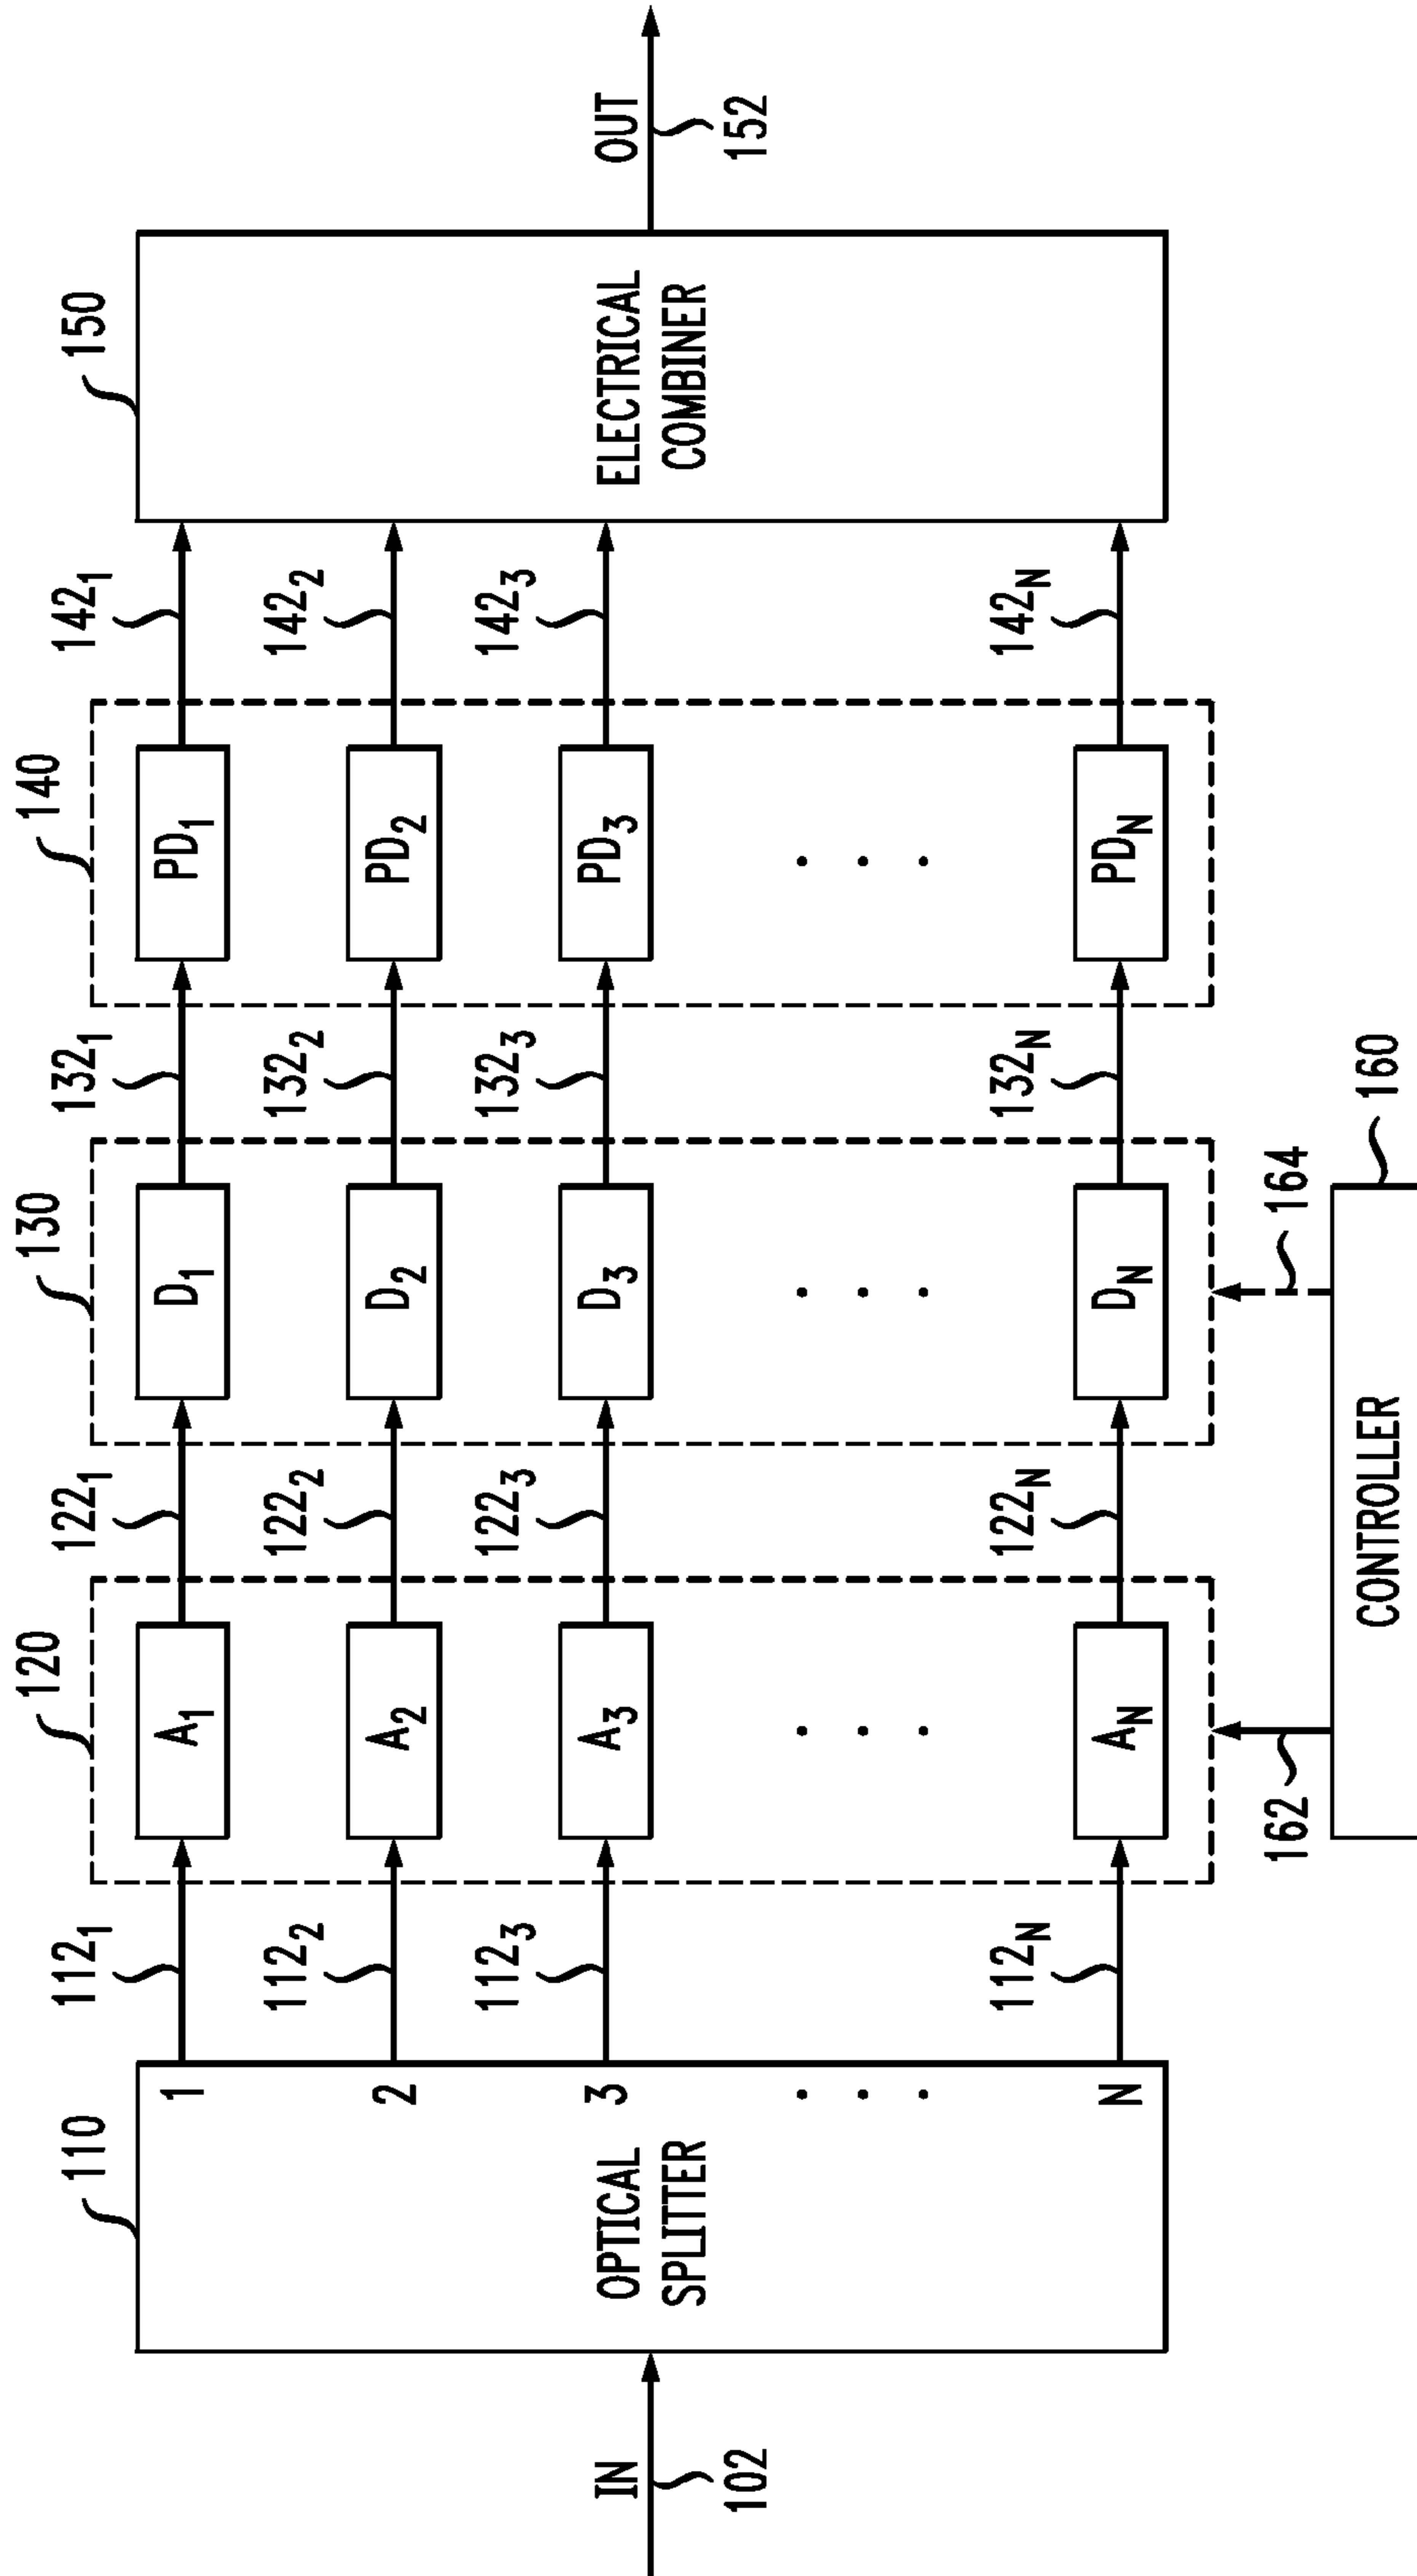 110
120
130
140
150
112₁
122₁
132₁
142₁
1
A₁
D₁
PD₁
112₂
122₂
132₂
142₂
2
A₂
D₂
PD₂
112₃
122₃
132₃
142₃
IN
OPTICAL
SPLITTER
3
A₃
D₃
PD₃
ELECTRICAL
COMBINER
OUT
102
152
. . .
. . .
. . .
. . .
112N
122N
132N
142N
N
AN
DN
PDN
162
164
CONTROLLER
160